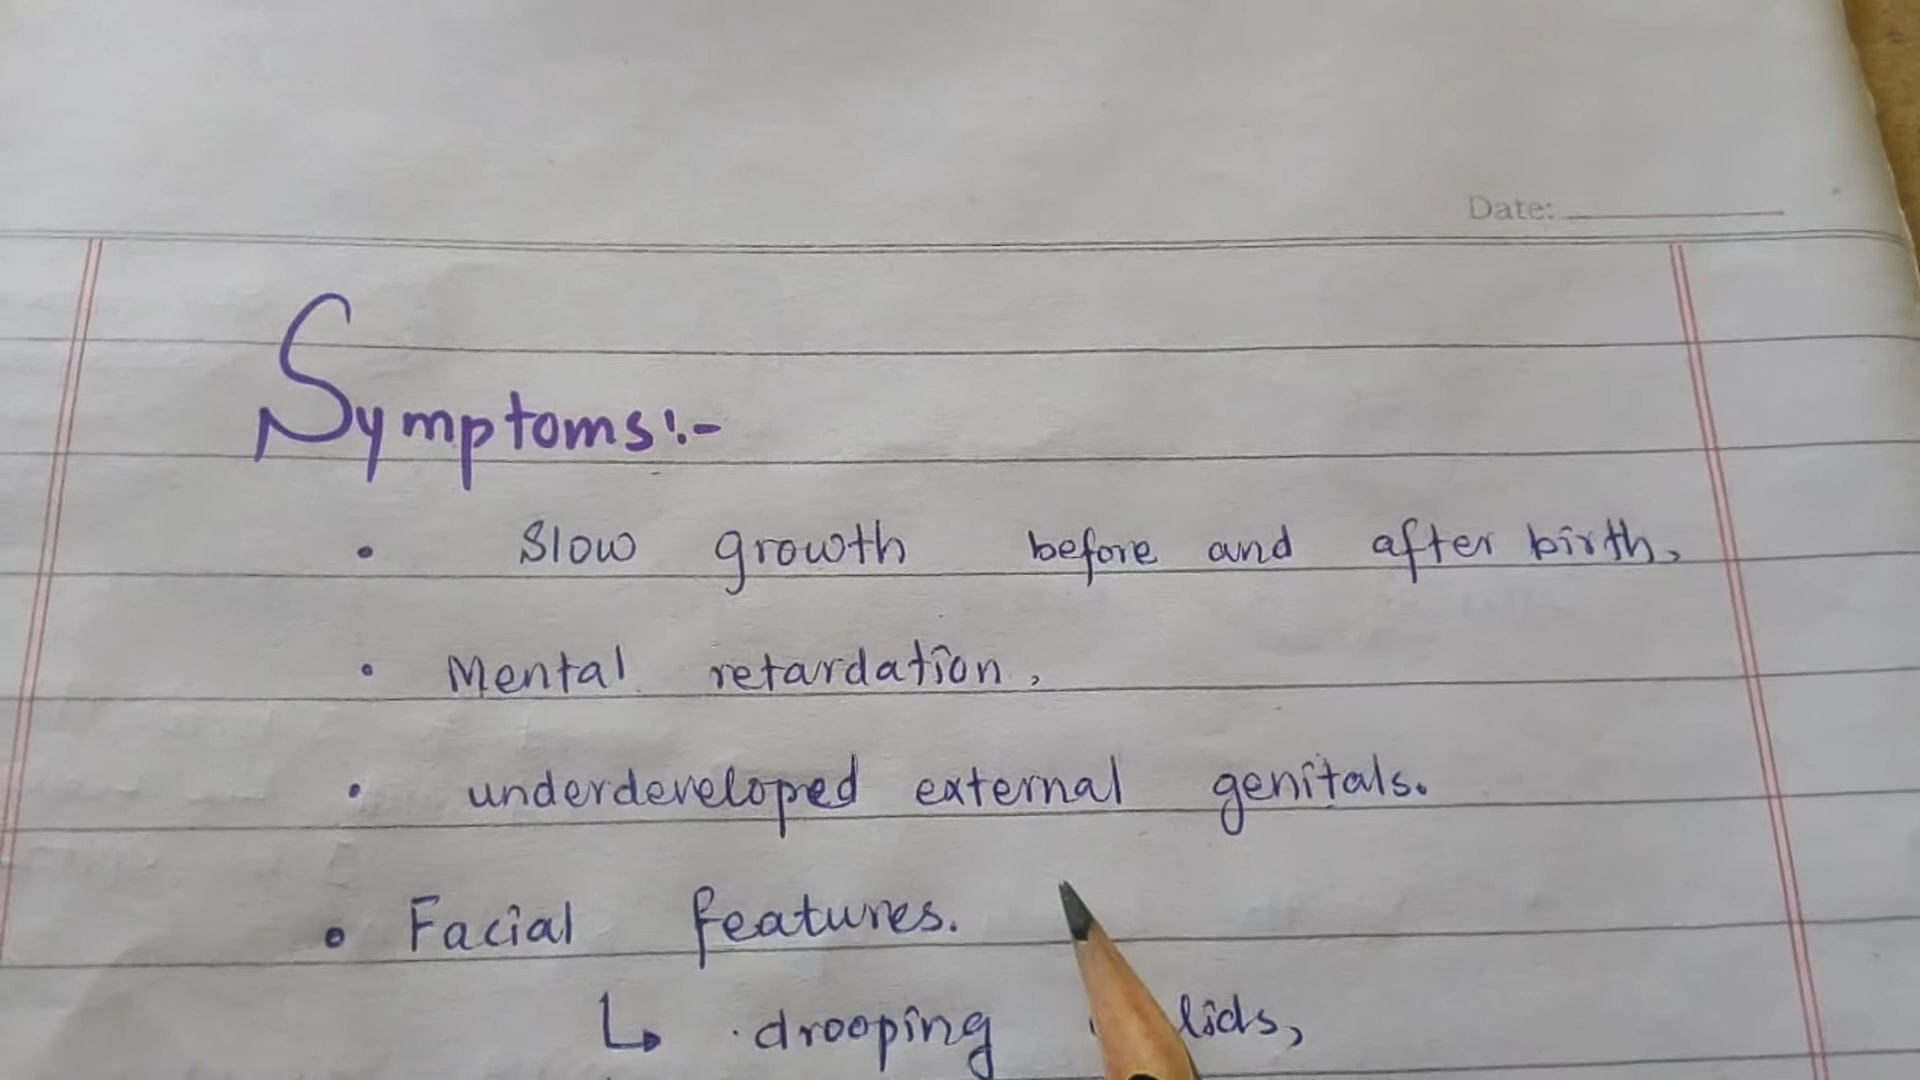 Date:
Symptoms:-
• Slow growth before and after birth,
• Mental retardation,
• underdeveloped external genitals.
• Facial features.
↳ drooping lids,